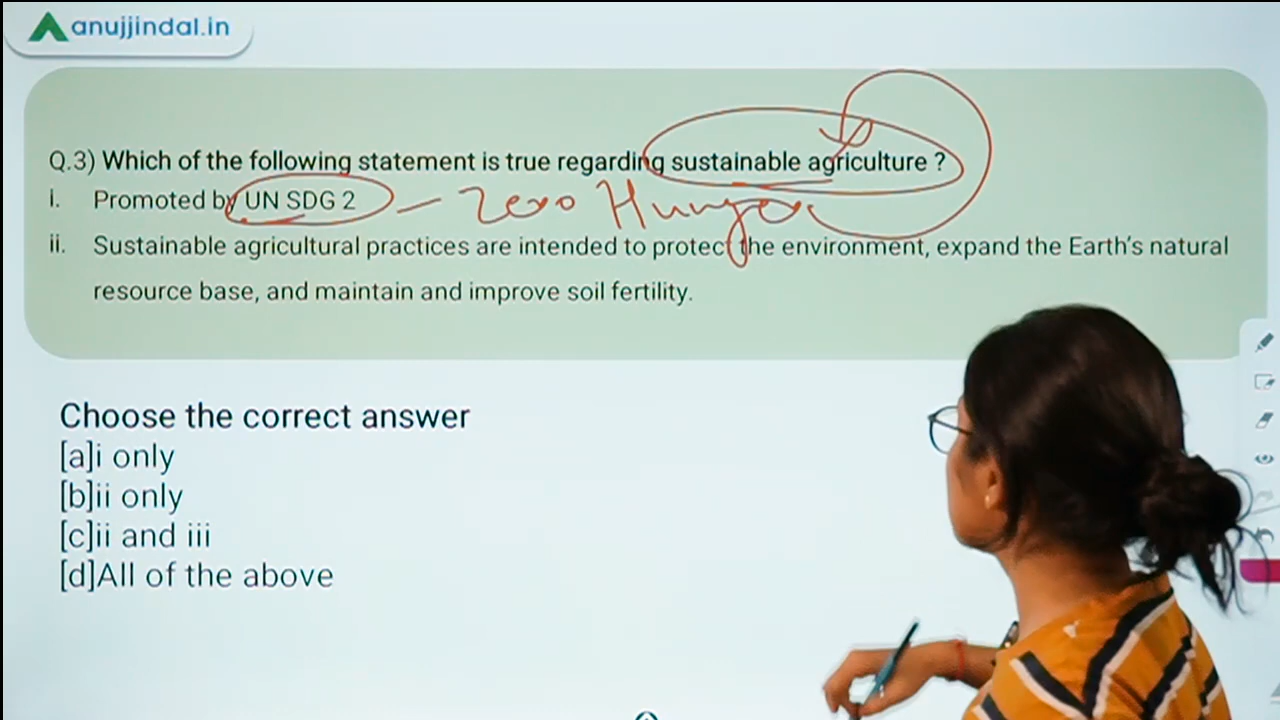 anujjindal.in
Q.3) Which of the following statement is true regarding sustainable agriculture ?
i. Promoted by UN SDG 2 – Zero Hunger
ii. Sustainable agricultural practices are intended to protect the environment, expand the Earth's natural
resource base, and maintain and improve soil fertility.
Choose the correct answer
[a]i only
[b]ii only
[c]ii and iii
[d]All of the above